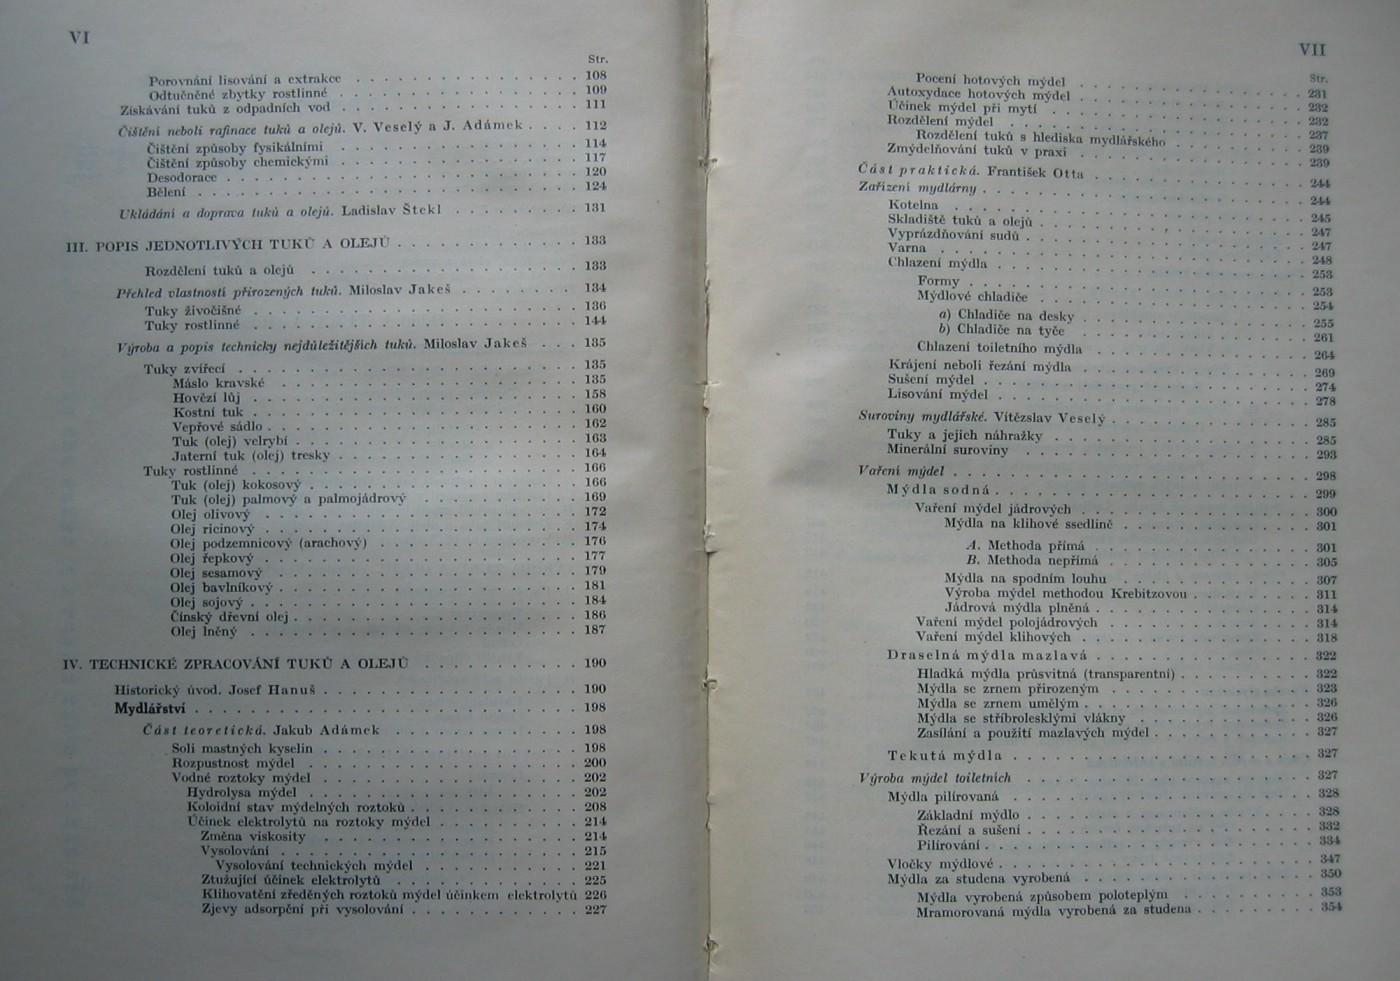 VI
Str.
Porovnání lisování a extrakce . . . . . . . . . . . . . . . . 108
Odtučněné zbytky rostlinné . . . . . . . . . . . . . . . . . 109
Získávání tuků z odpadních vod . . . . . . . . . . . . . . . . 111
Čištění neboli rafinace tuků a olejů. V. Veselý a J. Adámek . . . . 112
Čištění způsoby fysikálními . . . . . . . . . . . . . . . . . 114
Čištění způsoby chemickými . . . . . . . . . . . . . . . . . 117
Desodorace . . . . . . . . . . . . . . . . . . . . . . . . . 120
Bělení . . . . . . . . . . . . . . . . . . . . . . . . . . . 124
Ukládání a doprava tuků a olejů. Ladislav Štekl . . . . . . . . . 131
III. POPIS JEDNOTLIVÝCH TUKŮ A OLEJŮ . . . . . . . . . . . . . 133
Rozdělení tuků a olejů . . . . . . . . . . . . . . . . . . . 133
Přehled vlastností přirozených tuků. Miloslav Jakeš . . . . . . . . 134
Tuky živočišné . . . . . . . . . . . . . . . . . . . . . . . 136
Tuky rostlinné . . . . . . . . . . . . . . . . . . . . . . . 144
Výroba a popis technicky nejdůležitějších tuků. Miloslav Jakeš . . . 155
Tuky zvířecí . . . . . . . . . . . . . . . . . . . . . . . . 155
Máslo kravské . . . . . . . . . . . . . . . . . . . . . 155
Hovězí lůj . . . . . . . . . . . . . . . . . . . . . . . 158
Kostní tuk . . . . . . . . . . . . . . . . . . . . . . . 160
Vepřové sádlo . . . . . . . . . . . . . . . . . . . . . . 162
Tuk (olej) velrybí . . . . . . . . . . . . . . . . . . . . 163
Jaterní tuk (olej) tresky . . . . . . . . . . . . . . . . . 164
Tuky rostlinné . . . . . . . . . . . . . . . . . . . . . . . 166
Tuk (olej) kokosový . . . . . . . . . . . . . . . . . . . 166
Tuk (olej) palmový a palmojádrový . . . . . . . . . . . 169
Olej olivový . . . . . . . . . . . . . . . . . . . . . . 172
Olej ricinový . . . . . . . . . . . . . . . . . . . . . . 174
Olej podzemnicový (arachový) . . . . . . . . . . . . . . 176
Olej řepkový . . . . . . . . . . . . . . . . . . . . . . 177
Olej sesamový . . . . . . . . . . . . . . . . . . . . . . 179
Olej bavlníkový . . . . . . . . . . . . . . . . . . . . . 181
Olej sojový . . . . . . . . . . . . . . . . . . . . . . . 184
Čínský dřevní olej . . . . . . . . . . . . . . . . . . . . 186
Olej lněný . . . . . . . . . . . . . . . . . . . . . . . 187
IV. TECHNICKÉ ZPRACOVÁNÍ TUKŮ A OLEJŮ . . . . . . . . . . . 190
Historický úvod. Josef Hanuš . . . . . . . . . . . . . . . . . . 190
Mydlářství . . . . . . . . . . . . . . . . . . . . . . . . . . . 198
Část teoretická. Jakub Adámek . . . . . . . . . . . . . 198
Soli mastných kyselin . . . . . . . . . . . . . . . . . . 198
Rozpustnost mýdel . . . . . . . . . . . . . . . . . . . 200
Vodné roztoky mýdel . . . . . . . . . . . . . . . . . . 202
Hydrolysa mýdel . . . . . . . . . . . . . . . . . . . 202
Koloidní stav mýdelných roztoků . . . . . . . . . . . . 208
Účinek elektrolytů na roztoky mýdel . . . . . . . . . . 214
Změna viskosity . . . . . . . . . . . . . . . . . . 214
Vysolování . . . . . . . . . . . . . . . . . . . . . 215
Vysolování technických mýdel . . . . . . . . . . . 221
Ztužující účinek elektrolytů . . . . . . . . . . . . . 225
Klihovatění zředěných roztoků mýdel účinkem elektrolytů 226
Zjevy adsorpční při vysolování . . . . . . . . . . . . 227
VII
Str.
Pocení hotových mýdel . . . . . . . . . . . . . . . . 231
Autoxydace hotových mýdel . . . . . . . . . . . . . . . . 232
Účinek mýdel při mytí . . . . . . . . . . . . . . . . . . 232
Rozdělení mýdel . . . . . . . . . . . . . . . . . . . . . 237
Rozdělení tuků s hlediska mydlářského . . . . . . . . . . 239
Zmýdelňování tuků v praxi . . . . . . . . . . . . . . . . 239
Část praktická. František Otta . . . . . . . . . . . . . . . 244
Zařízení mydlárny . . . . . . . . . . . . . . . . . . . . . . 244
Kotelna . . . . . . . . . . . . . . . . . . . . . . . . . 245
Skladiště tuků a olejů . . . . . . . . . . . . . . . . . . 247
Vyprázdňování sudů . . . . . . . . . . . . . . . . . . . . 247
Varna . . . . . . . . . . . . . . . . . . . . . . . . . . 248
Chlazení mýdla . . . . . . . . . . . . . . . . . . . . . . 253
Formy . . . . . . . . . . . . . . . . . . . . . . . . 253
Mýdlové chladiče . . . . . . . . . . . . . . . . . . . 254
a) Chladiče na desky . . . . . . . . . . . . . . . . 255
b) Chladiče na tyče . . . . . . . . . . . . . . . . 261
Chlazení toiletního mýdla . . . . . . . . . . . . . . . 264
Krájení neboli řezání mýdla . . . . . . . . . . . . . . . . 269
Sušení mýdel . . . . . . . . . . . . . . . . . . . . . . . 274
Lisování mýdel . . . . . . . . . . . . . . . . . . . . . . 278
Suroviny mydlářské. Vítězslav Veselý . . . . . . . . . . . . . . 285
Tuky a jejich náhražky . . . . . . . . . . . . . . . . . . 285
Minerální suroviny . . . . . . . . . . . . . . . . . . . . 293
Vaření mýdel . . . . . . . . . . . . . . . . . . . . . . . . 298
Mýdla sodná . . . . . . . . . . . . . . . . . . . . . . . 299
Vaření mýdel jádrových . . . . . . . . . . . . . . . . 300
Mýdla na klihové ssedlině . . . . . . . . . . . . . 301
A. Methoda přímá . . . . . . . . . . . . . . . 301
B. Methoda nepřímá . . . . . . . . . . . . . . 305
Mýdla na spodním louhu . . . . . . . . . . . . . 307
Výroba mýdel methodou Krebitzovou . . . . . . . . 311
Jádrová mýdla plněná . . . . . . . . . . . . . . . 314
Vaření mýdel polojádrových . . . . . . . . . . . . . . 314
Vaření mýdel klihových . . . . . . . . . . . . . . . . 318
Draselná mýdla mazlavá . . . . . . . . . . . . . . . . . 322
Hladká mýdla průsvitná (transparentní) . . . . . . . . . 322
Mýdla se zrnem přirozeným . . . . . . . . . . . . . . 323
Mýdla se zrnem umělým . . . . . . . . . . . . . . . . 326
Mýdla se stříbrolesklými vlákny . . . . . . . . . . . . 326
Zasílání a použití mazlavých mýdel . . . . . . . . . . . 327
Tekutá mýdla . . . . . . . . . . . . . . . . . . . . . . 327
Výroba mýdel toiletních . . . . . . . . . . . . . . . . . . . 327
Mýdla pilírovaná . . . . . . . . . . . . . . . . . . . . . 328
Základní mýdlo . . . . . . . . . . . . . . . . . . . . 328
Řezání a sušení . . . . . . . . . . . . . . . . . . . . 332
Pilírování . . . . . . . . . . . . . . . . . . . . . . . 334
Vločky mýdlové . . . . . . . . . . . . . . . . . . . . . . 347
Mýdla za studena vyrobená . . . . . . . . . . . . . . . . . 350
Mýdla vyrobená způsobem poloteplým . . . . . . . . . . 353
Mramorovaná mýdla vyrobená za studena . . . . . . . . . 354